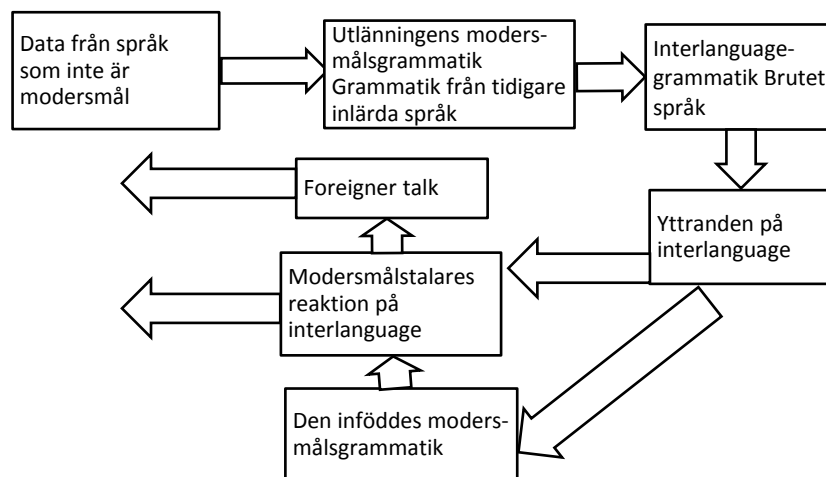 Data från språk
som inte är
modersmål
Utlänningens moders-
målsgrammatik
Grammatik från tidigare
inlärda språk
Interlanguage-
grammatik Brutet
språk
Foreigner talk
Yttranden på
interlanguage
Modersmålstalares
reaktion på
interlanguage
Den inföddes moders-
målsgrammatik